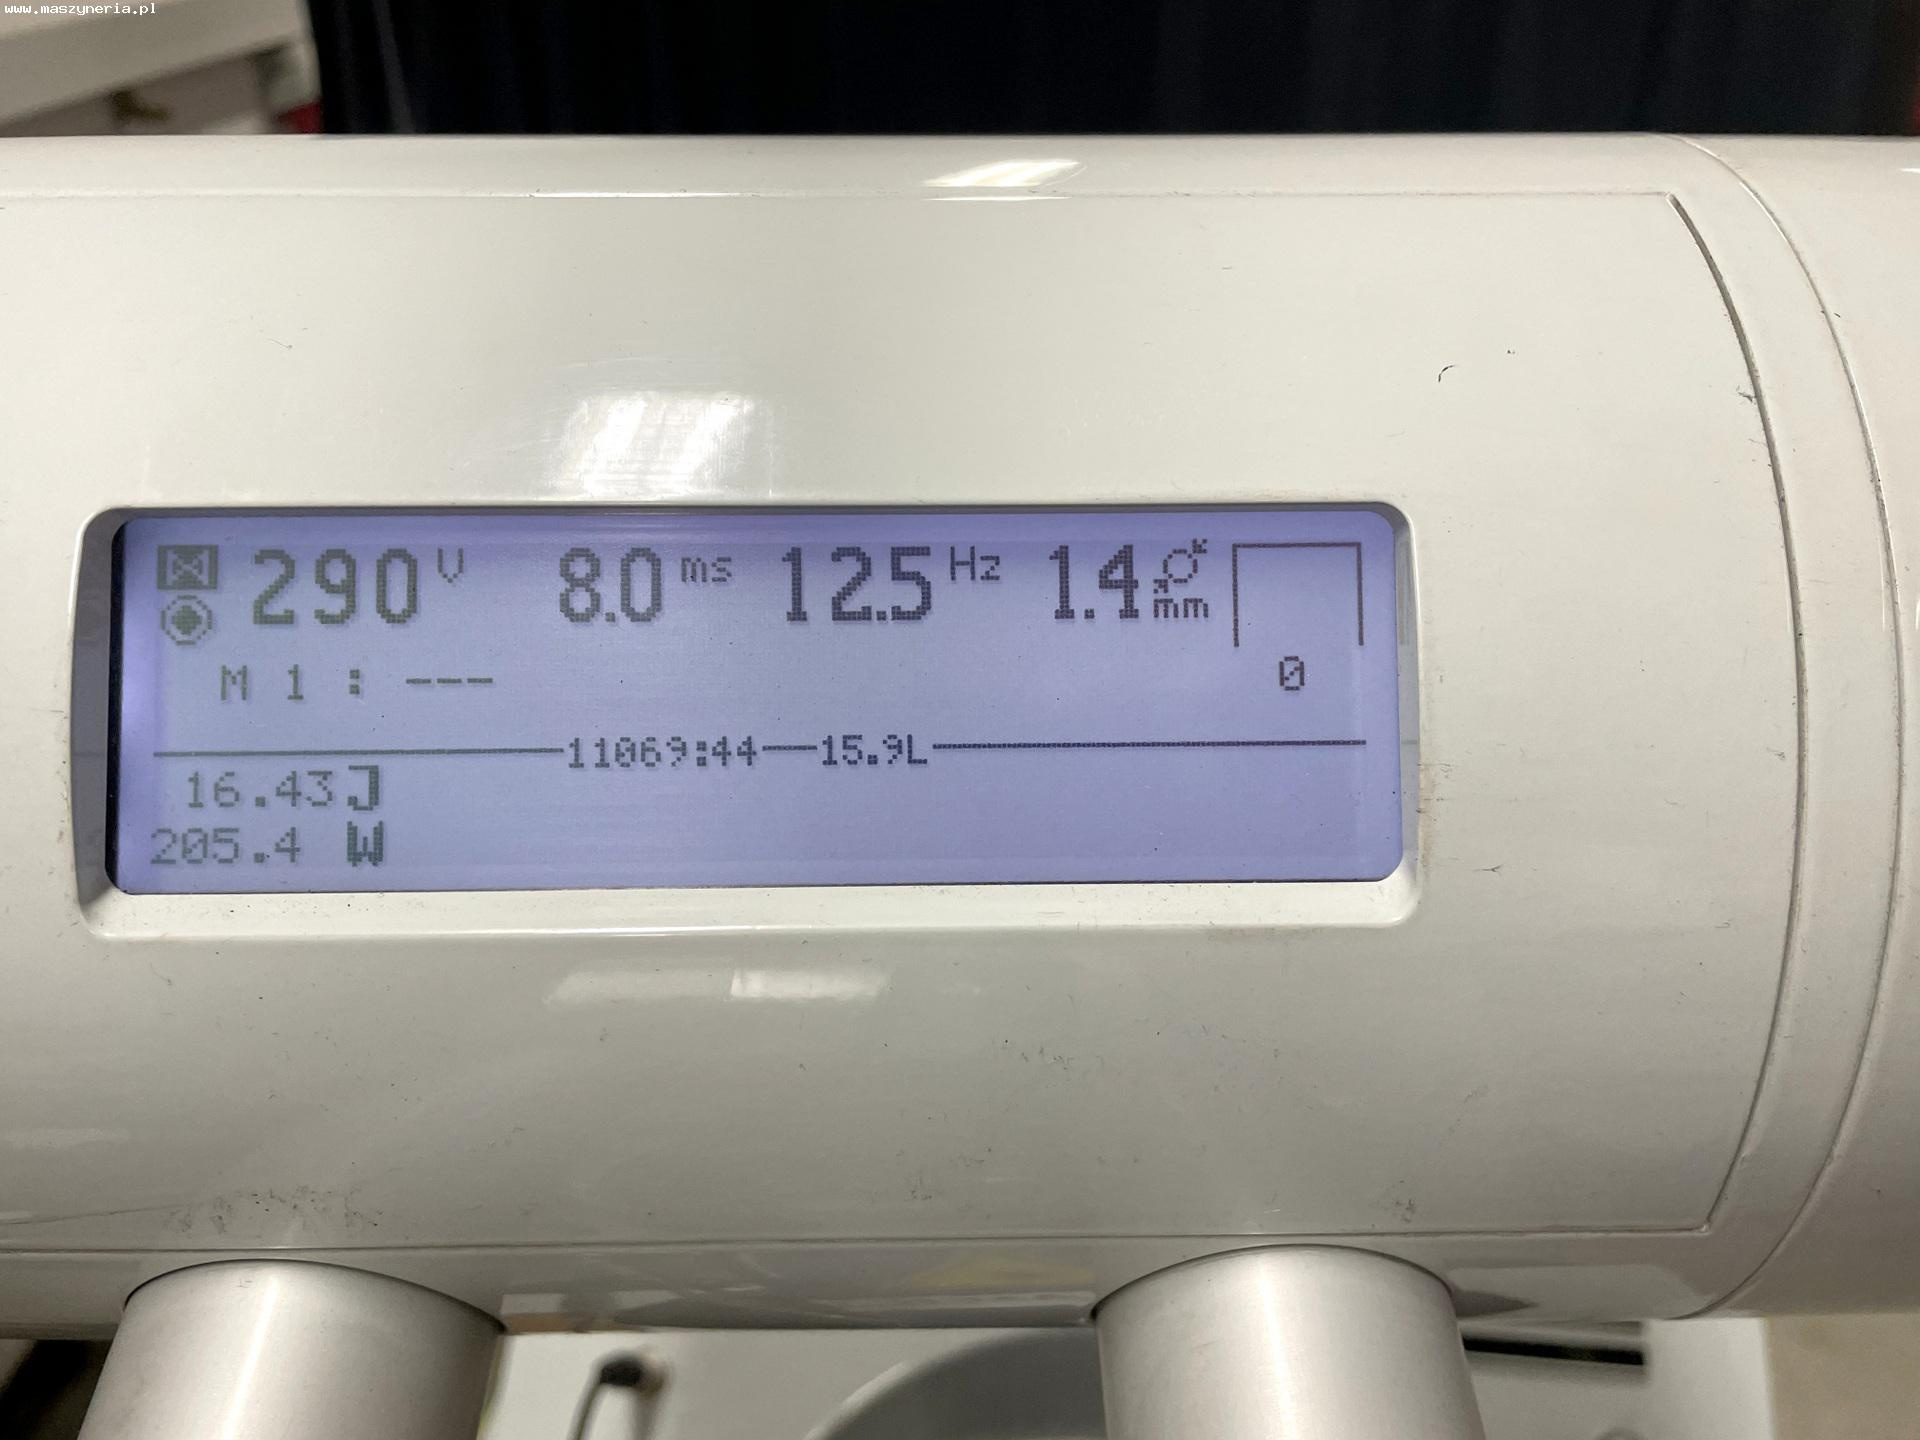 www.maszyneria.pl
290 V 8.0 ms 12.5 Hz 1.4 mm
M 1 : --- 0
11069:44 15.9L
16.43 J
205.4 W